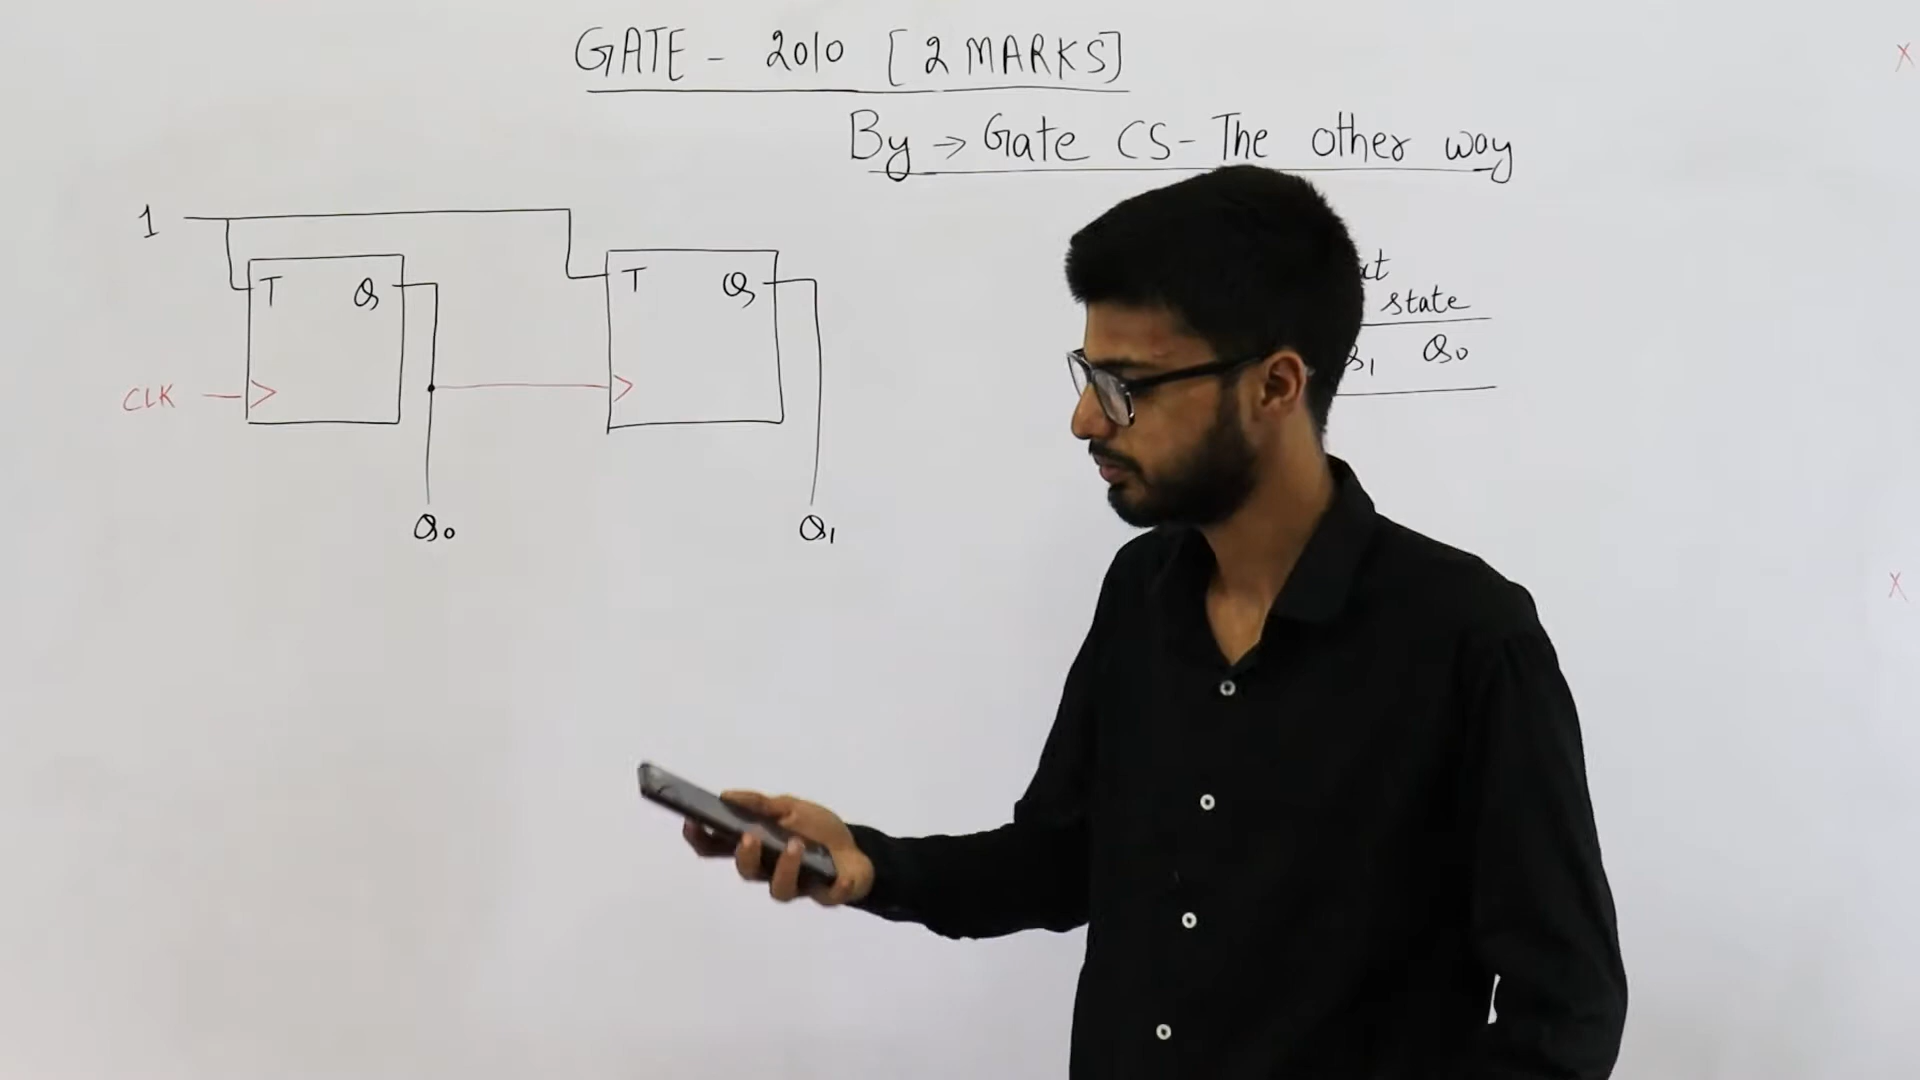 GATE - 2010 [2 MARKS]
By → Gate CS - The other way
1
T Q
T Q
state
Q0
CLK
Q0
Q1
X
X